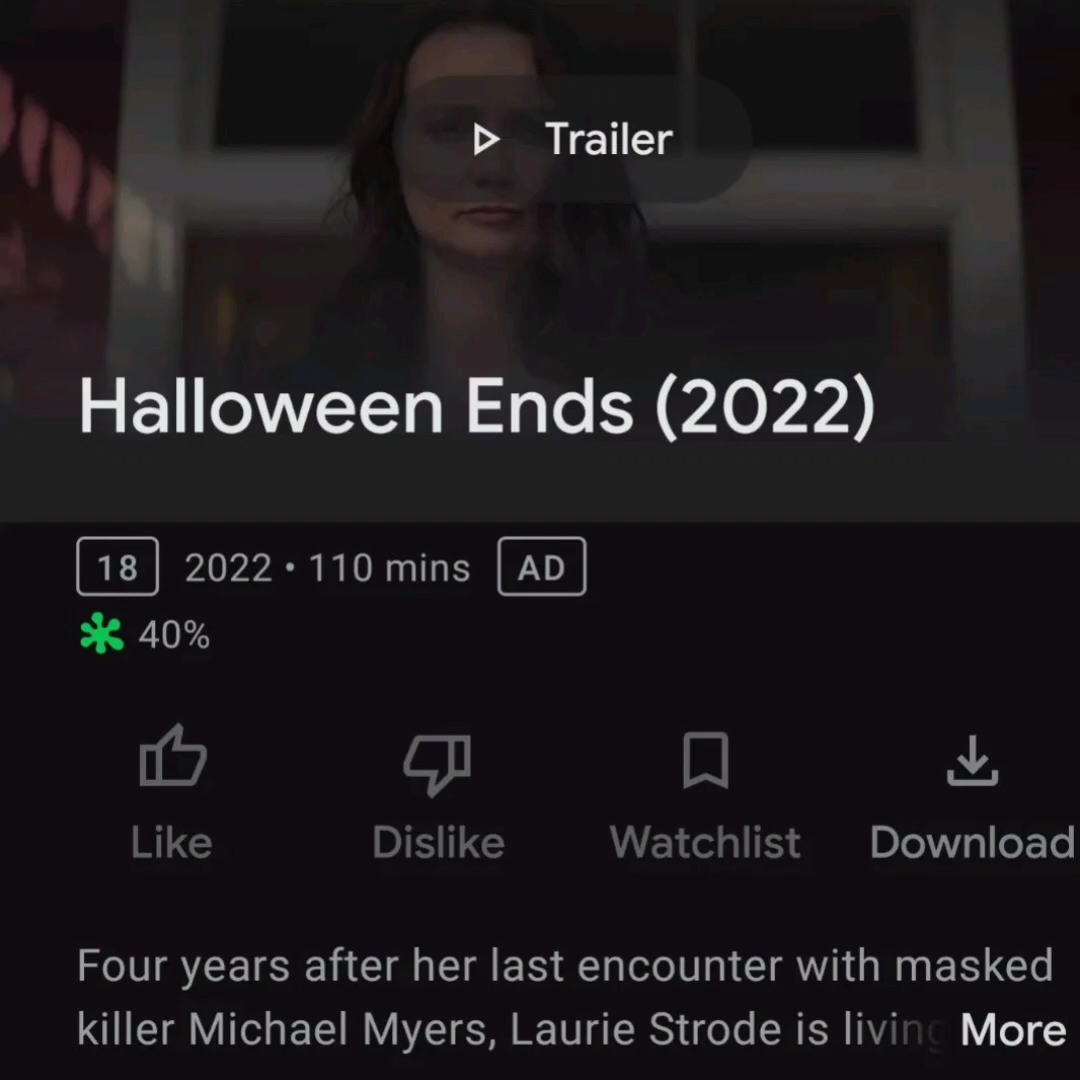 Trailer
Halloween Ends (2022)
18 2022 • 110 mins AD
40%
Like Dislike Watchlist Download
Four years after her last encounter with masked
killer Michael Myers, Laurie Strode is living More